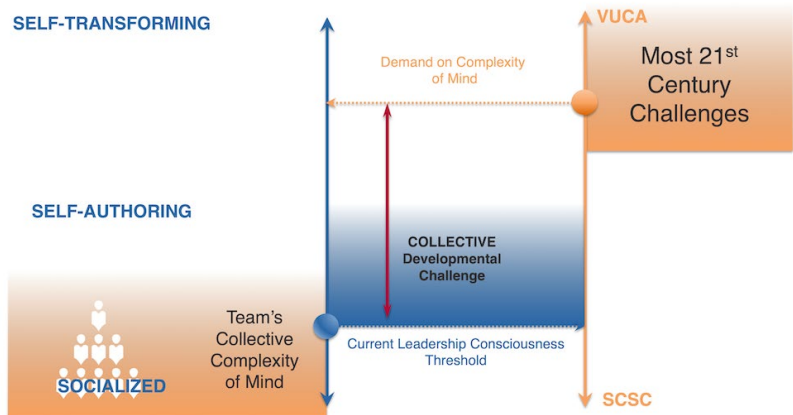 SELF-TRANSFORMING
VUCA
Most 21st
Century
Challenges
Demand on Complexity
of Mind
SELF-AUTHORING
COLLECTIVE
Developmental
Challenge
Team's
Collective
Complexity
of Mind
Current Leadership Consciousness
Threshold
SOCIALIZED
SCSC